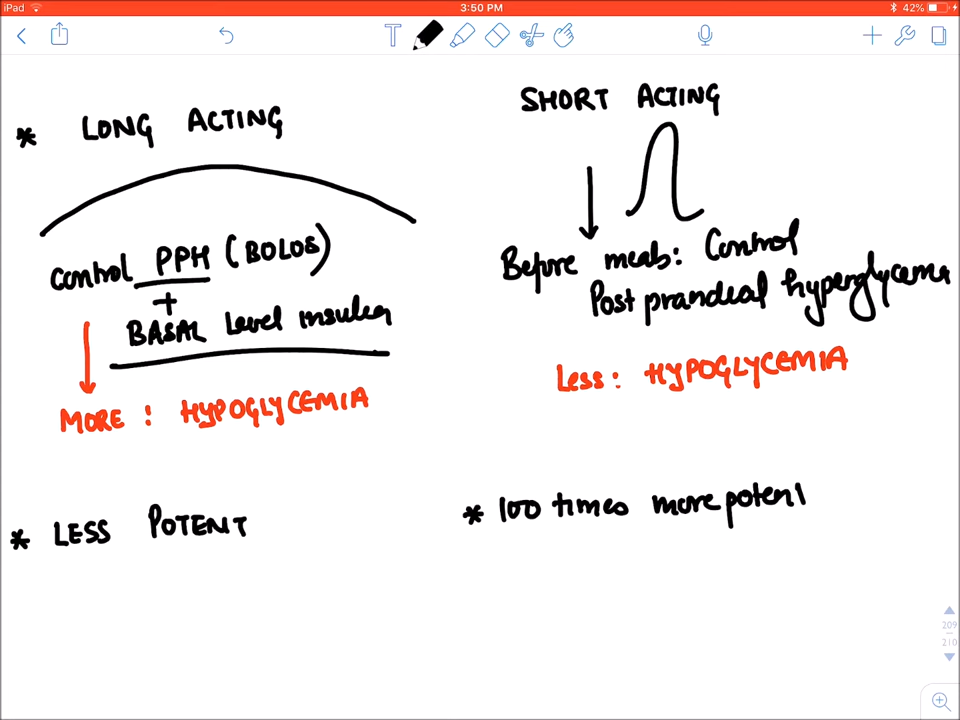 iPad
3:50 PM
42%
T
* LONG ACTING
control PPH (BOLOS)
+
BASAL level insulin
MORE : HYPOGLYCEMIA
* LESS POTENT
SHORT ACTING
Before meals: Control
Post prandial hyperglycemia
Less: HYPOGLYCEMIA
* 100 times more potent
209
210